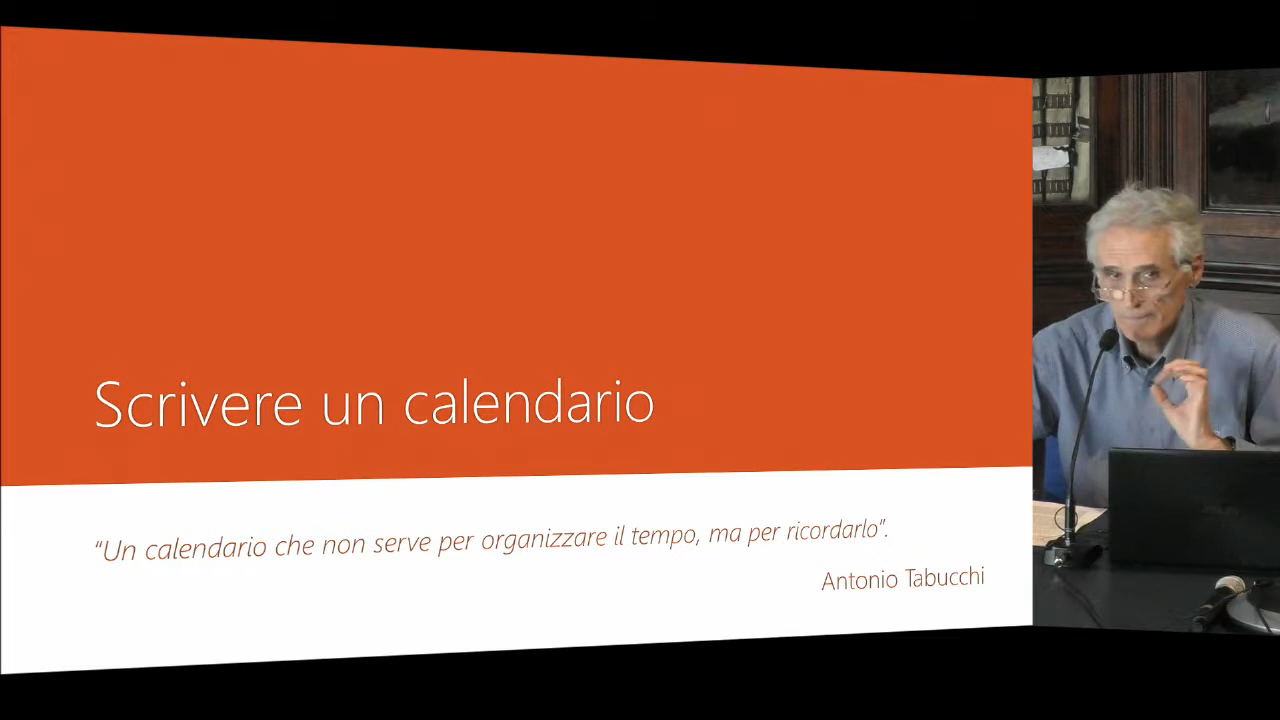 Scrivere un calendario
“Un calendario che non serve per organizzare il tempo, ma per ricordarlo”.
Antonio Tabucchi